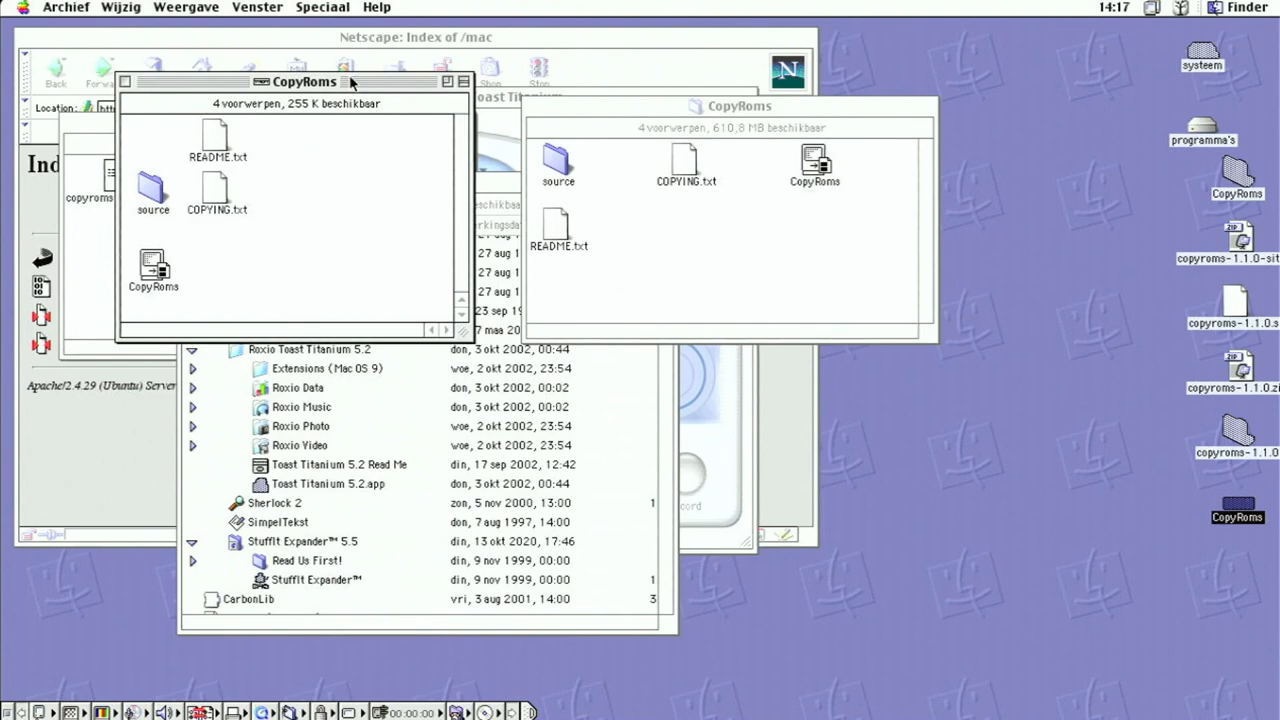 Archief Wijzig Weergave Venster Speciaal Help 14:17 Finder
Netscape: Index of /mac
Back Forward Shop Stop
Location:
CopyRoms
4 voorwerpen, 255 K beschikbaar
README.txt
source COPYING.txt
CopyRoms
copyroms
Toast Titanium
CopyRoms
4 voorwerpen, 610,8 MB beschikbaar
source COPYING.txt CopyRoms
README.txt
Ind
27 aug 1
27 aug 1
27 aug 1
23 sep 19
17 maa 20
Roxio Toast Titanium 5.2 don, 3 okt 2002, 00:44
Extensions (Mac OS 9) woe, 2 okt 2002, 23:54
Roxio Data don, 3 okt 2002, 00:02
Roxio Music don, 3 okt 2002, 00:02
Roxio Photo woe, 2 okt 2002, 23:54
Roxio Video woe, 2 okt 2002, 23:54
Toast Titanium 5.2 Read Me din, 17 sep 2002, 12:42
Toast Titanium 5.2.app don, 3 okt 2002, 00:44
Sherlock 2 zon, 5 nov 2000, 13:00 1
SimpelTekst don, 7 aug 1997, 14:00
StuffIt Expander™ 5.5 din, 13 okt 2020, 17:46
Read Us First! din, 9 nov 1999, 00:00
StuffIt Expander™ din, 9 nov 1999, 00:00 1
CarbonLib vri, 3 aug 2001, 14:00 3
Apache/2.4.29 (Ubuntu) Server
systeem
programma's
CopyRoms
copyroms-1.1.0-sit
copyroms-1.1.0.s
copyroms-1.1.0.zi
copyroms-1.1.0
CopyRoms
00:00:00